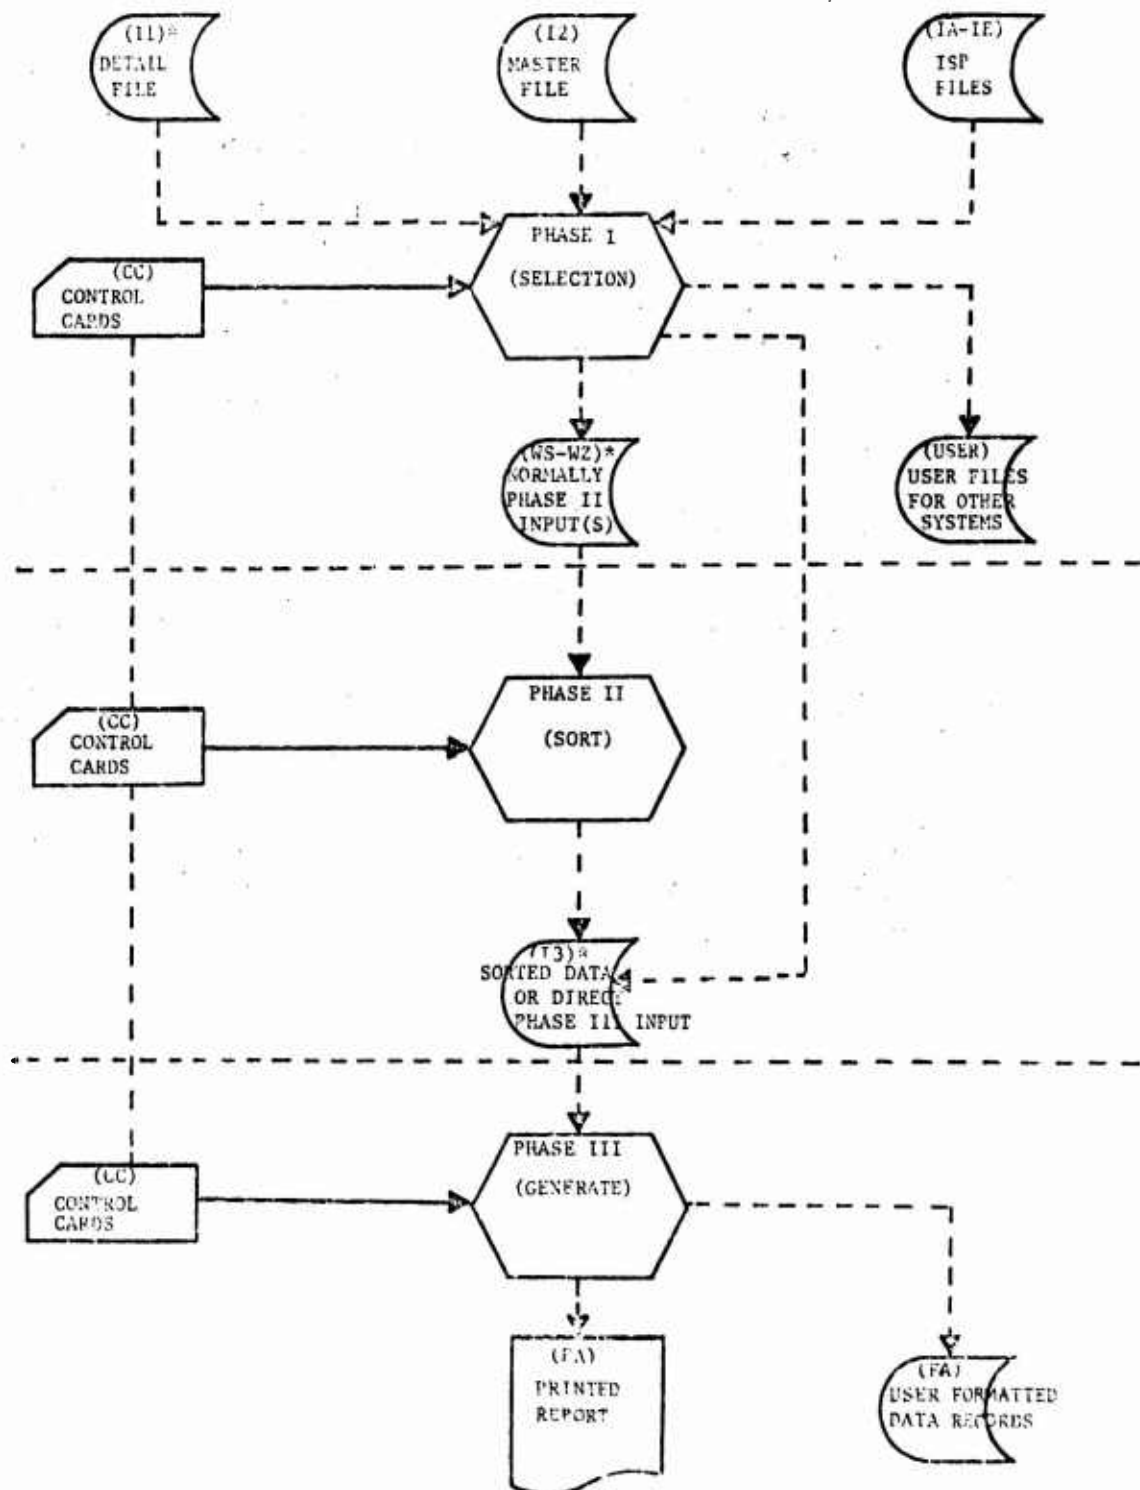 (I1)*
DETAIL
FILE
(I2)
MASTER
FILE
(IA-IE)
ISP
FILES
PHASE I
(SELECTION)
(CC)
CONTROL
CARDS
(WS-WZ)*
NORMALLY
PHASE II
INPUT(S)
(USER)
USER FILES
FOR OTHER
SYSTEMS
PHASE II
(SORT)
(CC)
CONTROL
CARDS
(I3)*
SORTED DATA
OR DIRECT
PHASE III INPUT
PHASE III
(GENERATE)
(CC)
CONTROL
CARDS
PRINTED
REPORT
(FA)
USER FORMATTED
DATA RECORDS